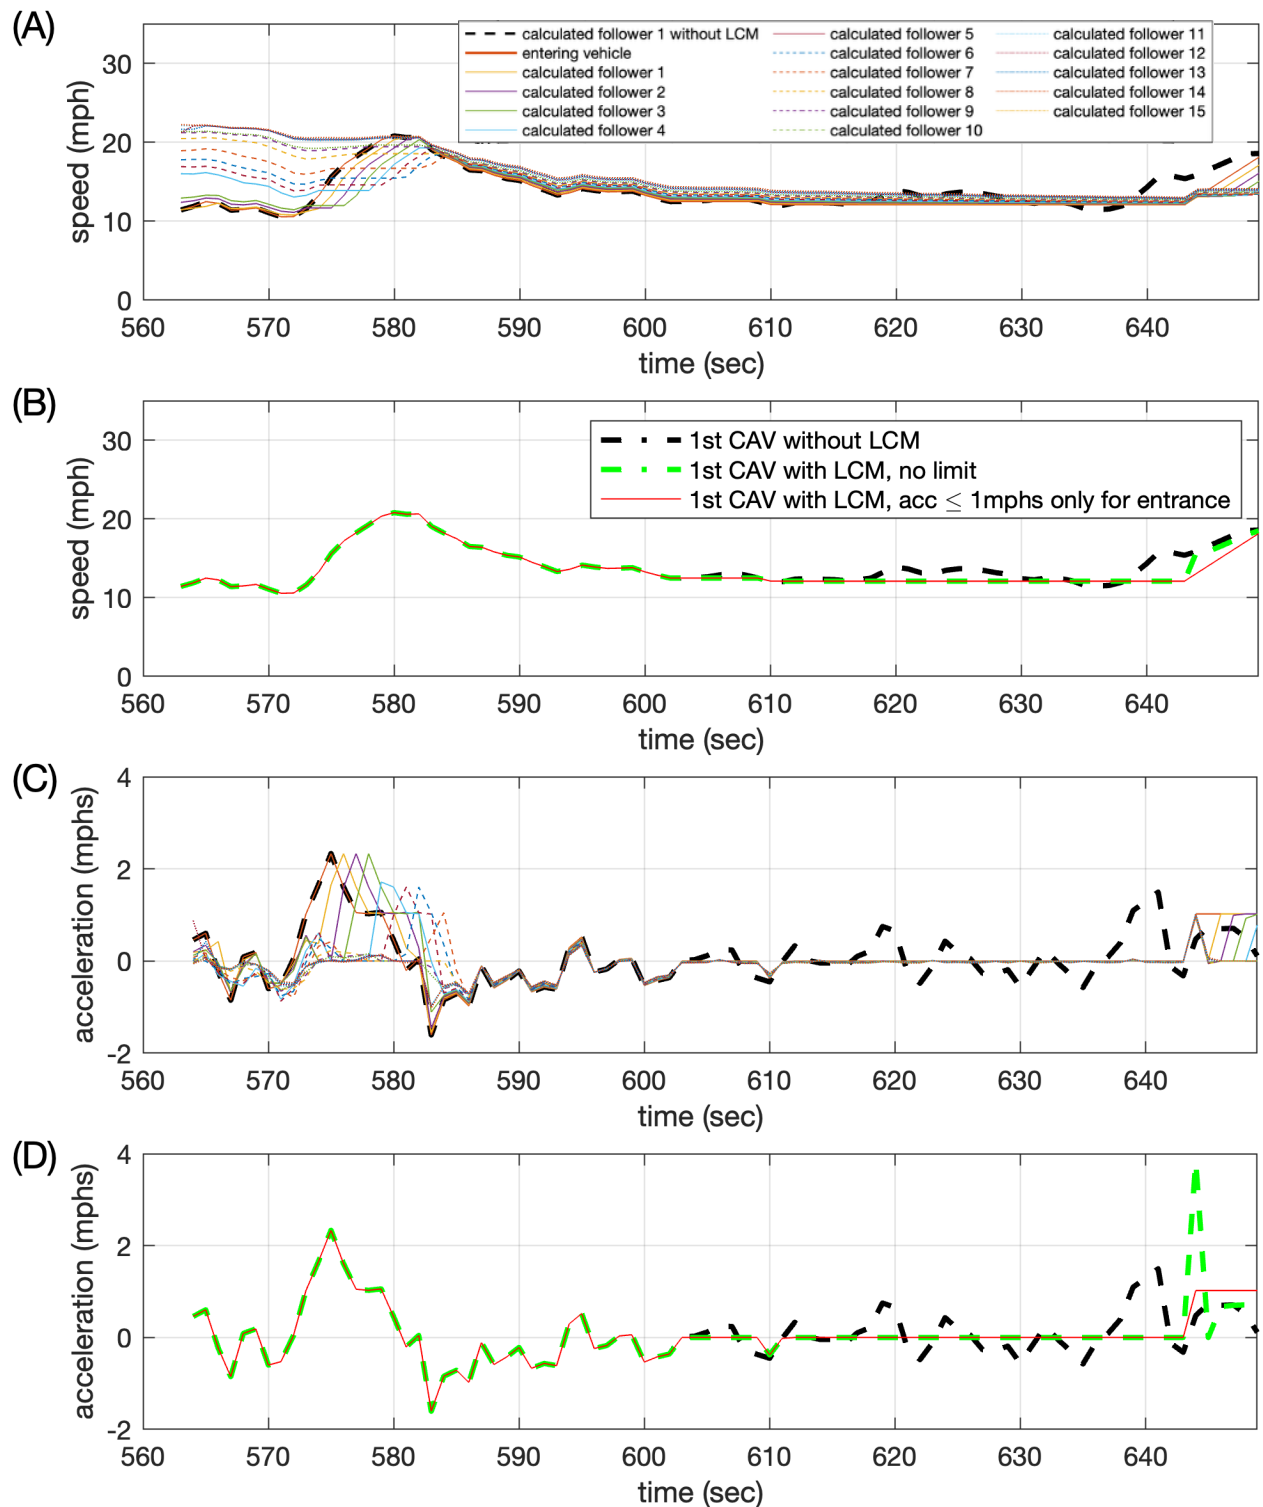 (A)
speed (mph)
30
20
10
0
calculated follower 1 without LCM
entering vehicle
calculated follower 1
calculated follower 2
calculated follower 3
calculated follower 4
calculated follower 5
calculated follower 6
calculated follower 7
calculated follower 8
calculated follower 9
calculated follower 10
calculated follower 11
calculated follower 12
calculated follower 13
calculated follower 14
calculated follower 15
560 570 580 590 600 610 620 630 640
time (sec)
(B)
speed (mph)
30
20
10
0
1st CAV without LCM
1st CAV with LCM, no limit
1st CAV with LCM, acc ≤ 1mphs only for entrance
560 570 580 590 600 610 620 630 640
time (sec)
(C)
acceleration (mphs)
4
2
0
-2
560 570 580 590 600 610 620 630 640
time (sec)
(D)
acceleration (mphs)
4
2
0
-2
560 570 580 590 600 610 620 630 640
time (sec)